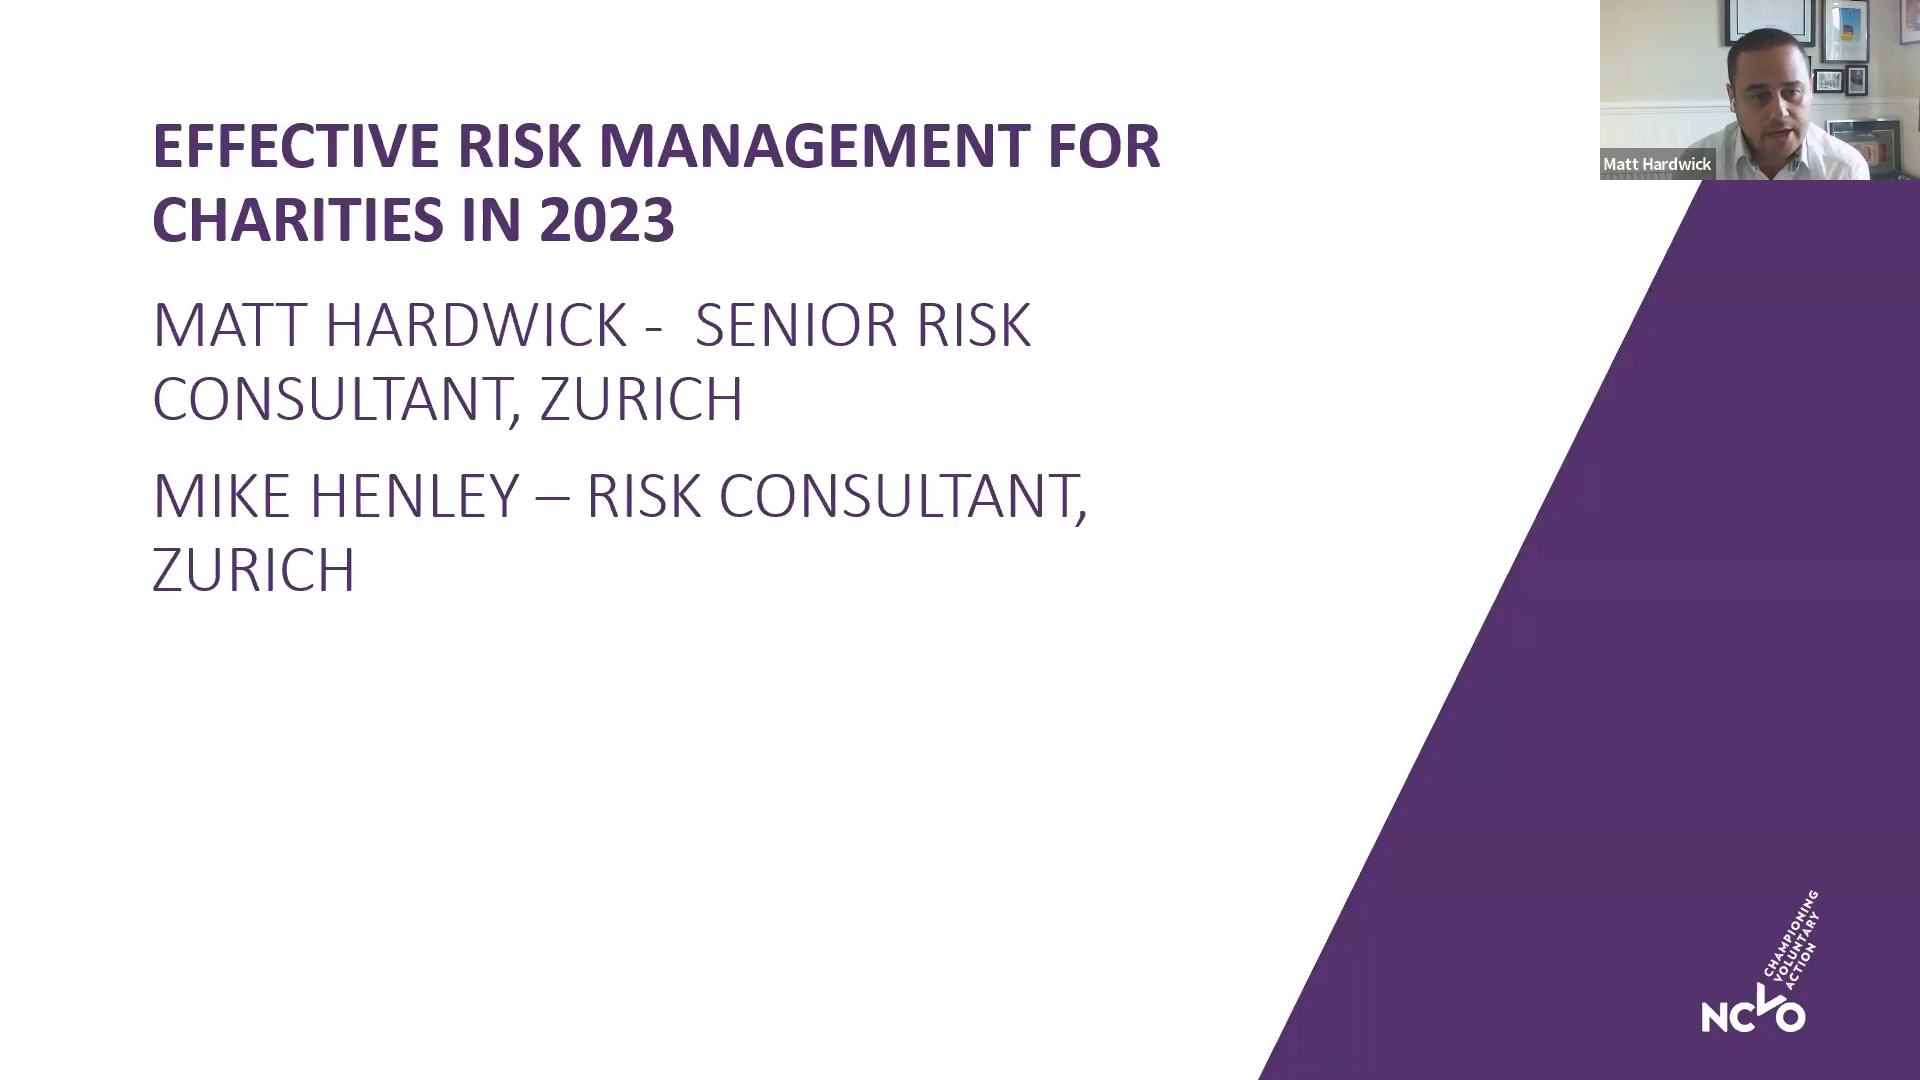 EFFECTIVE RISK MANAGEMENT FOR
CHARITIES IN 2023
MATT HARDWICK -  SENIOR RISK
CONSULTANT, ZURICH
MIKE HENLEY – RISK CONSULTANT,
ZURICH
Matt Hardwick
CHAMPIONING
VOLUNTARY
ACTION
NCVO